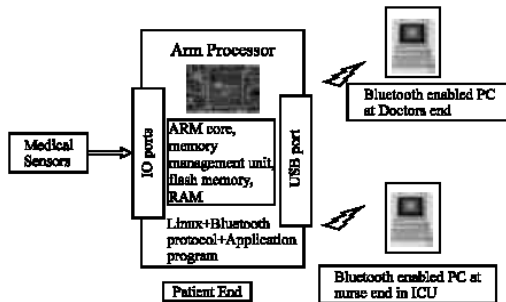 Arm Processor
Medical
Sensors
IO ports
ARM core,
memory
management unit,
flash memory,
RAM
USB port
Linux+Bluetooth
protocol+Application
program
Patient End
Bluetooth enabled PC
at Doctors end
Bluetooth enabled PC at
nurse end in ICU